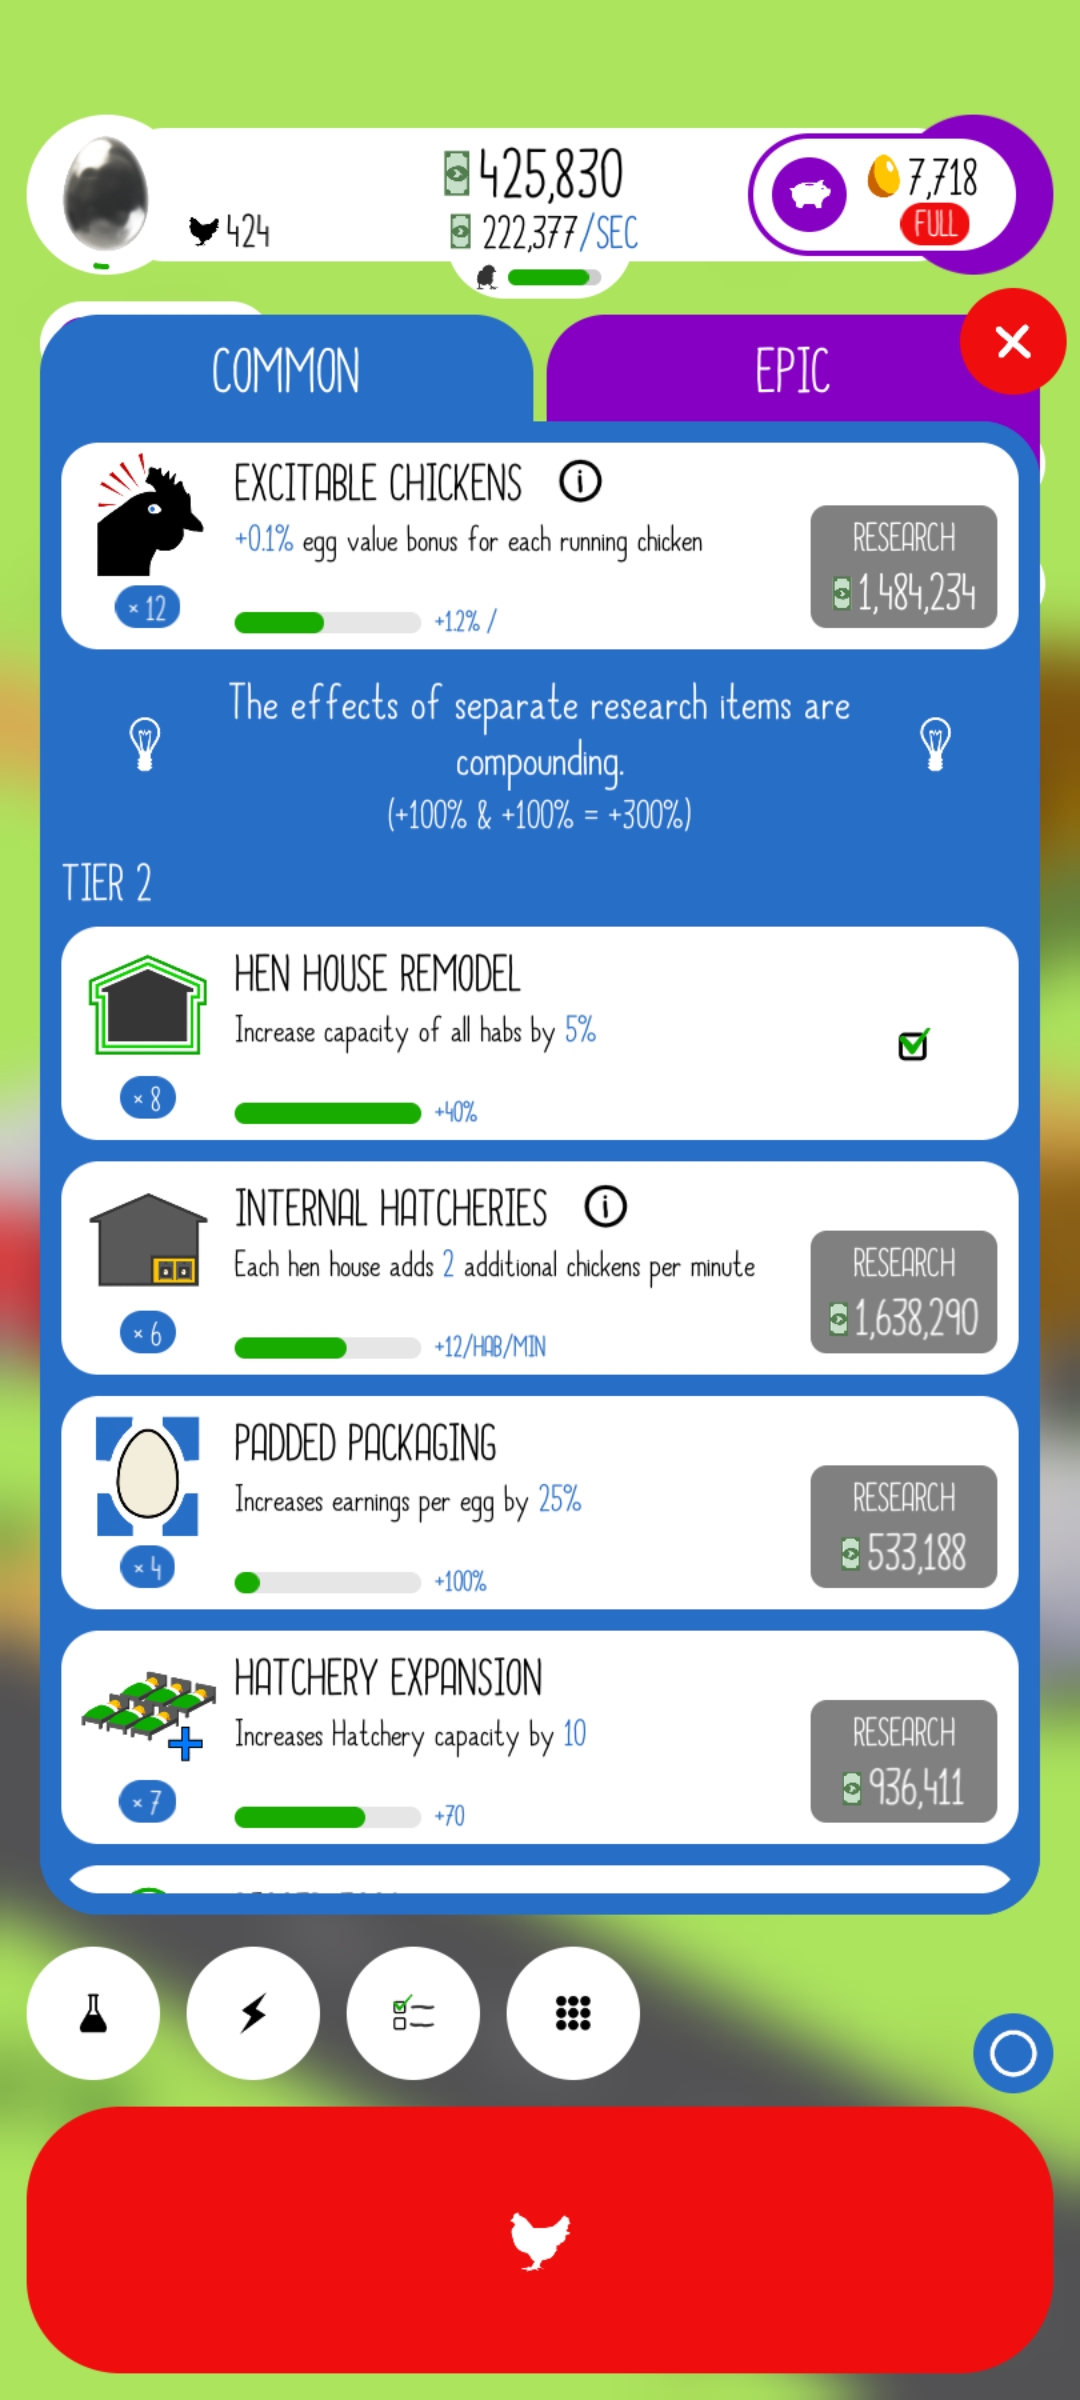 425,830
7,718
424
222,377/SEC
FULL
COMMON
EPIC
EXCITABLE CHICKENS
+0.1% egg value bonus for each running chicken
RESEARCH
1,484,234
× 12
+1.2% /
The effects of separate research items are
compounding.
(+100% & +100% = +300%)
TIER 2
HEN HOUSE REMODEL
Increase capacity of all habs by 5%
× 8
+40%
INTERNAL HATCHERIES
Each hen house adds 2 additional chickens per minute
RESEARCH
1,638,290
× 6
+12/HAB/MIN
PADDED PACKAGING
Increases earnings per egg by 25%
RESEARCH
533,188
× 4
+100%
HATCHERY EXPANSION
Increases Hatchery capacity by 10
RESEARCH
936,411
× 7
+70